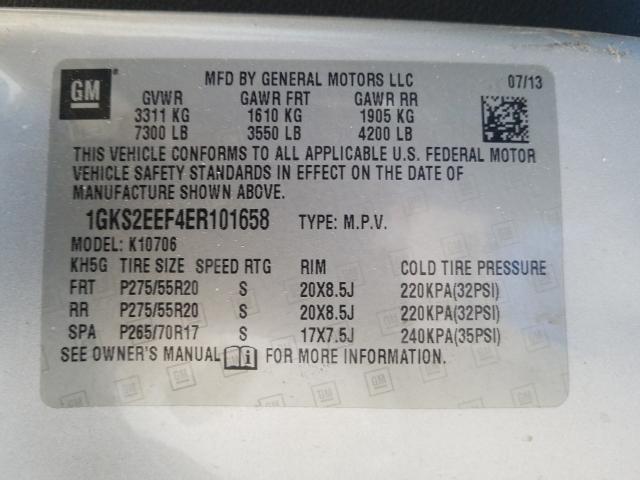 GM
MFD BY GENERAL MOTORS LLC 07/13
GVWR GAWR FRT GAWR RR
3311 KG 1610 KG 1905 KG
7300 LB 3550 LB 4200 LB
THIS VEHICLE CONFORMS TO ALL APPLICABLE U.S. FEDERAL MOTOR
VEHICLE SAFETY STANDARDS IN EFFECT ON THE DATE OF
MANUFACTURE SHOWN ABOVE.
1GKS2EEF4ER101658 TYPE: M.P.V.
MODEL: K10706
KH5G TIRE SIZE SPEED RTG RIM COLD TIRE PRESSURE
FRT P275/55R20 S 20X8.5J 220KPA(32PSI)
RR P275/55R20 S 20X8.5J 220KPA(32PSI)
SPA P265/70R17 S 17X7.5J 240KPA(35PSI)
SEE OWNER'S MANUAL FOR MORE INFORMATION.